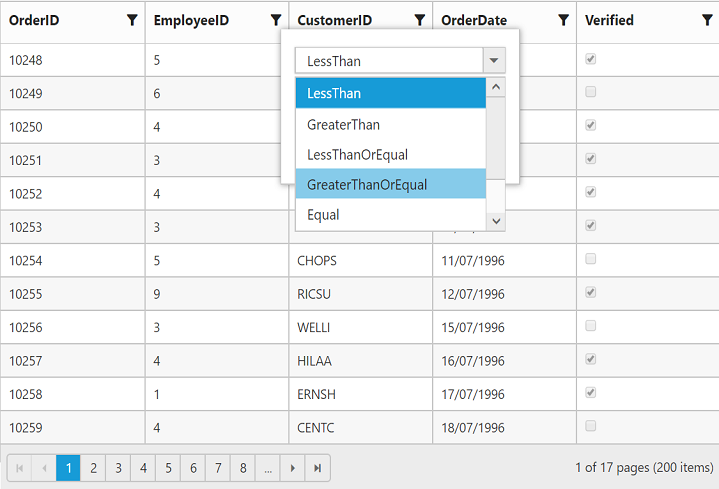 OrderID EmployeeID CustomerID OrderDate Verified
10248 5
10249 6
10250 4
10251 3
10252 4
10253 3
LessThan
LessThan
GreaterThan
LessThanOrEqual
GreaterThanOrEqual
Equal
10254 5 CHOPS 11/07/1996
10255 9 RICSU 12/07/1996
10256 3 WELLI 15/07/1996
10257 4 HILAA 16/07/1996
10258 1 ERNSH 17/07/1996
10259 4 CENTC 18/07/1996
1 2 3 4 5 6 7 8 ... 1 of 17 pages (200 items)